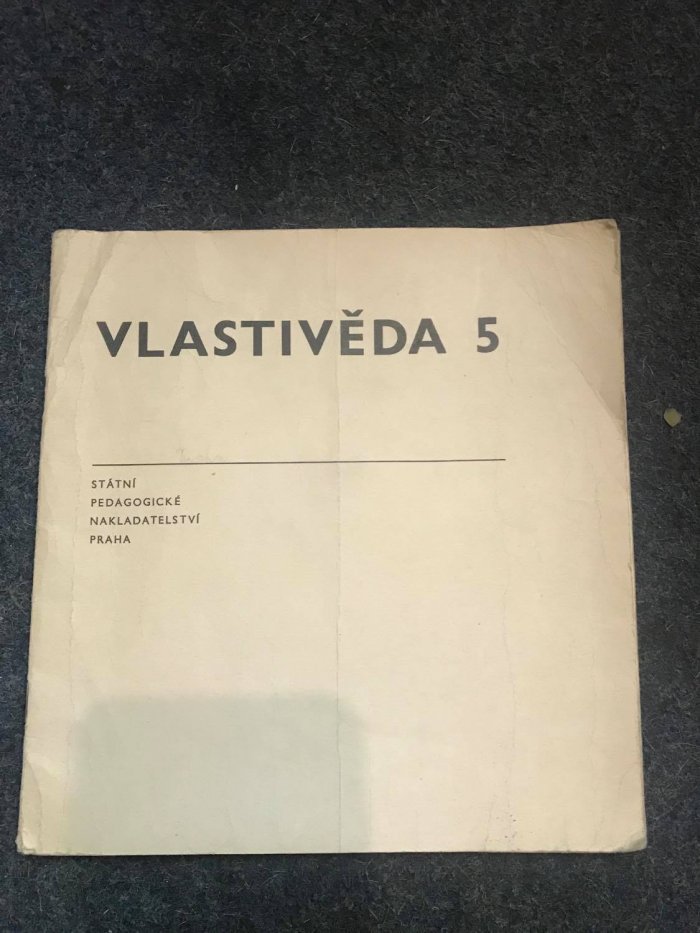 VLASTIVĚDA 5
STÁTNÍ
PEDAGOGICKÉ
NAKLADATELSTVÍ
PRAHA